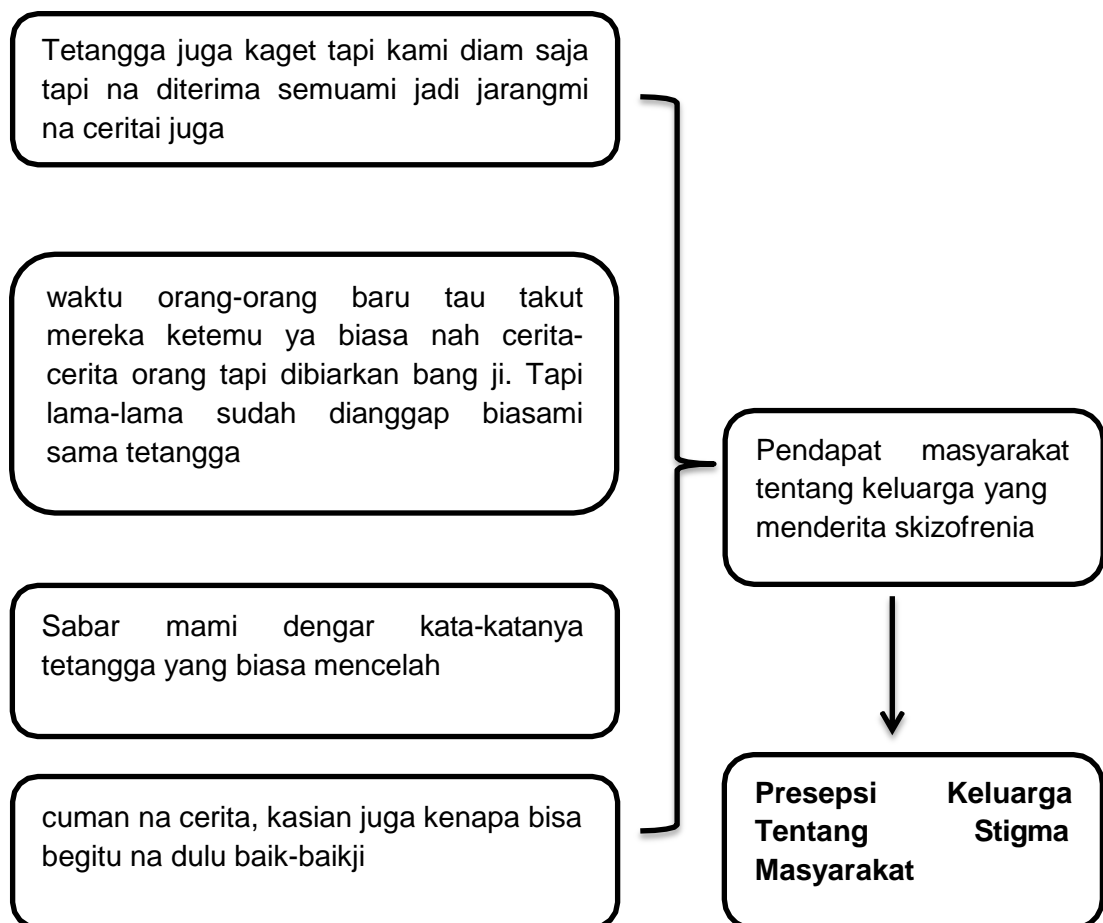 Tetangga juga kaget tapi kami diam saja
tapi na diterima semuami jadi jarangmi
na ceritai juga
waktu orang-orang baru tau takut
mereka ketemu ya biasa nah cerita-
cerita orang tapi dibiarkan bang ji. Tapi
lama-lama sudah dianggap biasami
sama tetangga
Sabar mami dengar kata-katanya
tetangga yang biasa mencelah
cuman na cerita, kasian juga kenapa bisa
begitu na dulu baik-baikji
Pendapat masyarakat
tentang keluarga yang
menderita skizofrenia
Presepsi Keluarga
Tentang Stigma
Masyarakat